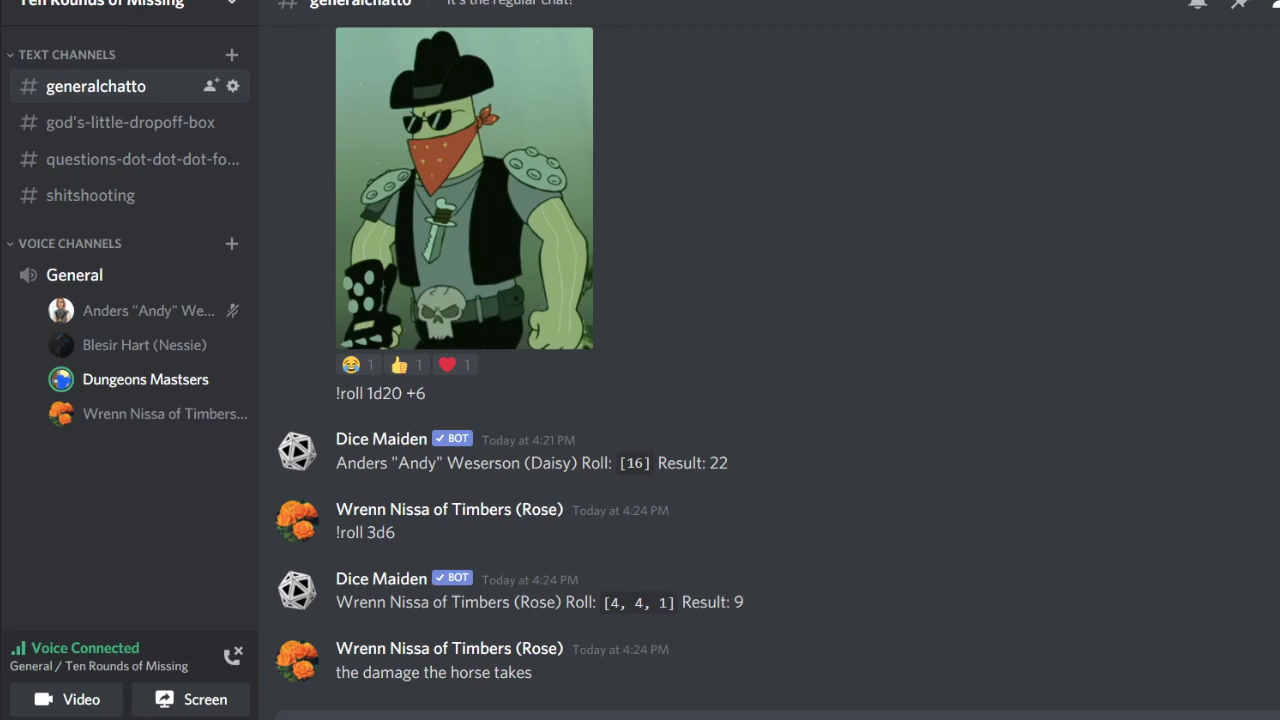 Ten Rounds of Missing
generalchatto
It's the regular chat!
TEXT CHANNELS
generalchatto
god's-little-dropoff-box
questions-dot-dot-dot-fo...
shitshooting
VOICE CHANNELS
General
Anders "Andy" We...
Blesir Hart (Nessie)
Dungeons Mastsers
Wrenn Nissa of Timbers...
Voice Connected
General / Ten Rounds of Missing
Video
Screen
1
1
1
!roll 1d20 +6
Dice Maiden BOT Today at 4:21 PM
Anders "Andy" Weserson (Daisy) Roll: [16] Result: 22
Wrenn Nissa of Timbers (Rose) Today at 4:24 PM
!roll 3d6
Dice Maiden BOT Today at 4:24 PM
Wrenn Nissa of Timbers (Rose) Roll: [4, 4, 1] Result: 9
Wrenn Nissa of Timbers (Rose) Today at 4:24 PM
the damage the horse takes